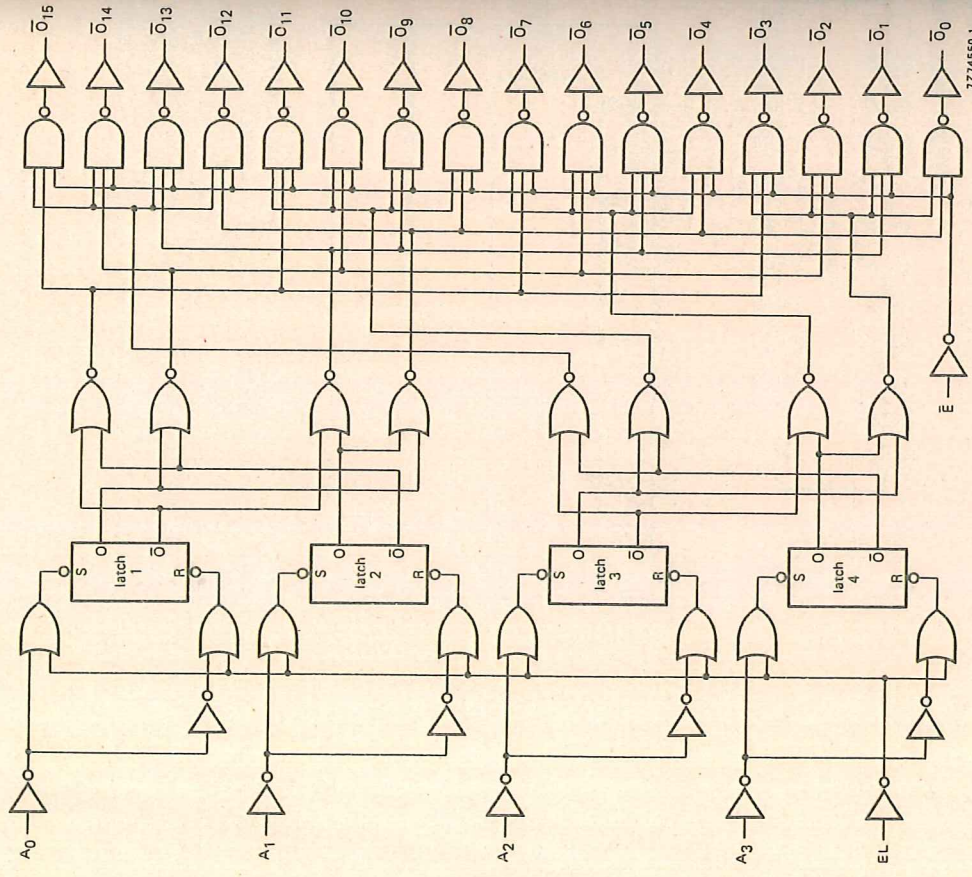 A0
A1
A2
A3
EL
Ē
S
O
latch
1
Ō
R
S
O
latch
2
Ō
R
S
O
latch
3
Ō
R
S
O
latch
4
Ō
R
Ō15
Ō14
Ō13
Ō12
Ō11
Ō10
Ō9
Ō8
Ō7
Ō6
Ō5
Ō4
Ō3
Ō2
Ō1
Ō0